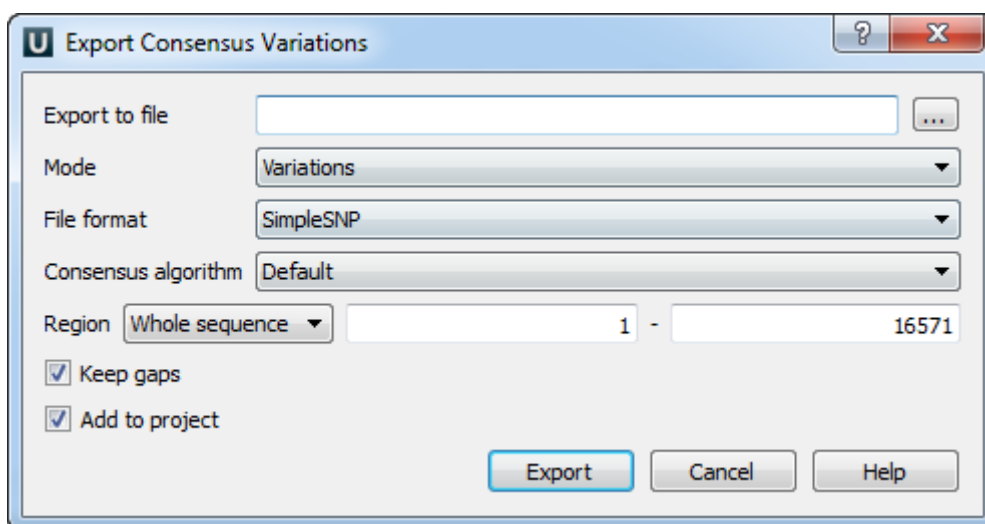 U Export Consensus Variations ? X
Export to file ...
Mode Variations
File format SimpleSNP
Consensus algorithm Default
Region Whole sequence 1 - 16571
Keep gaps
Add to project
Export Cancel Help